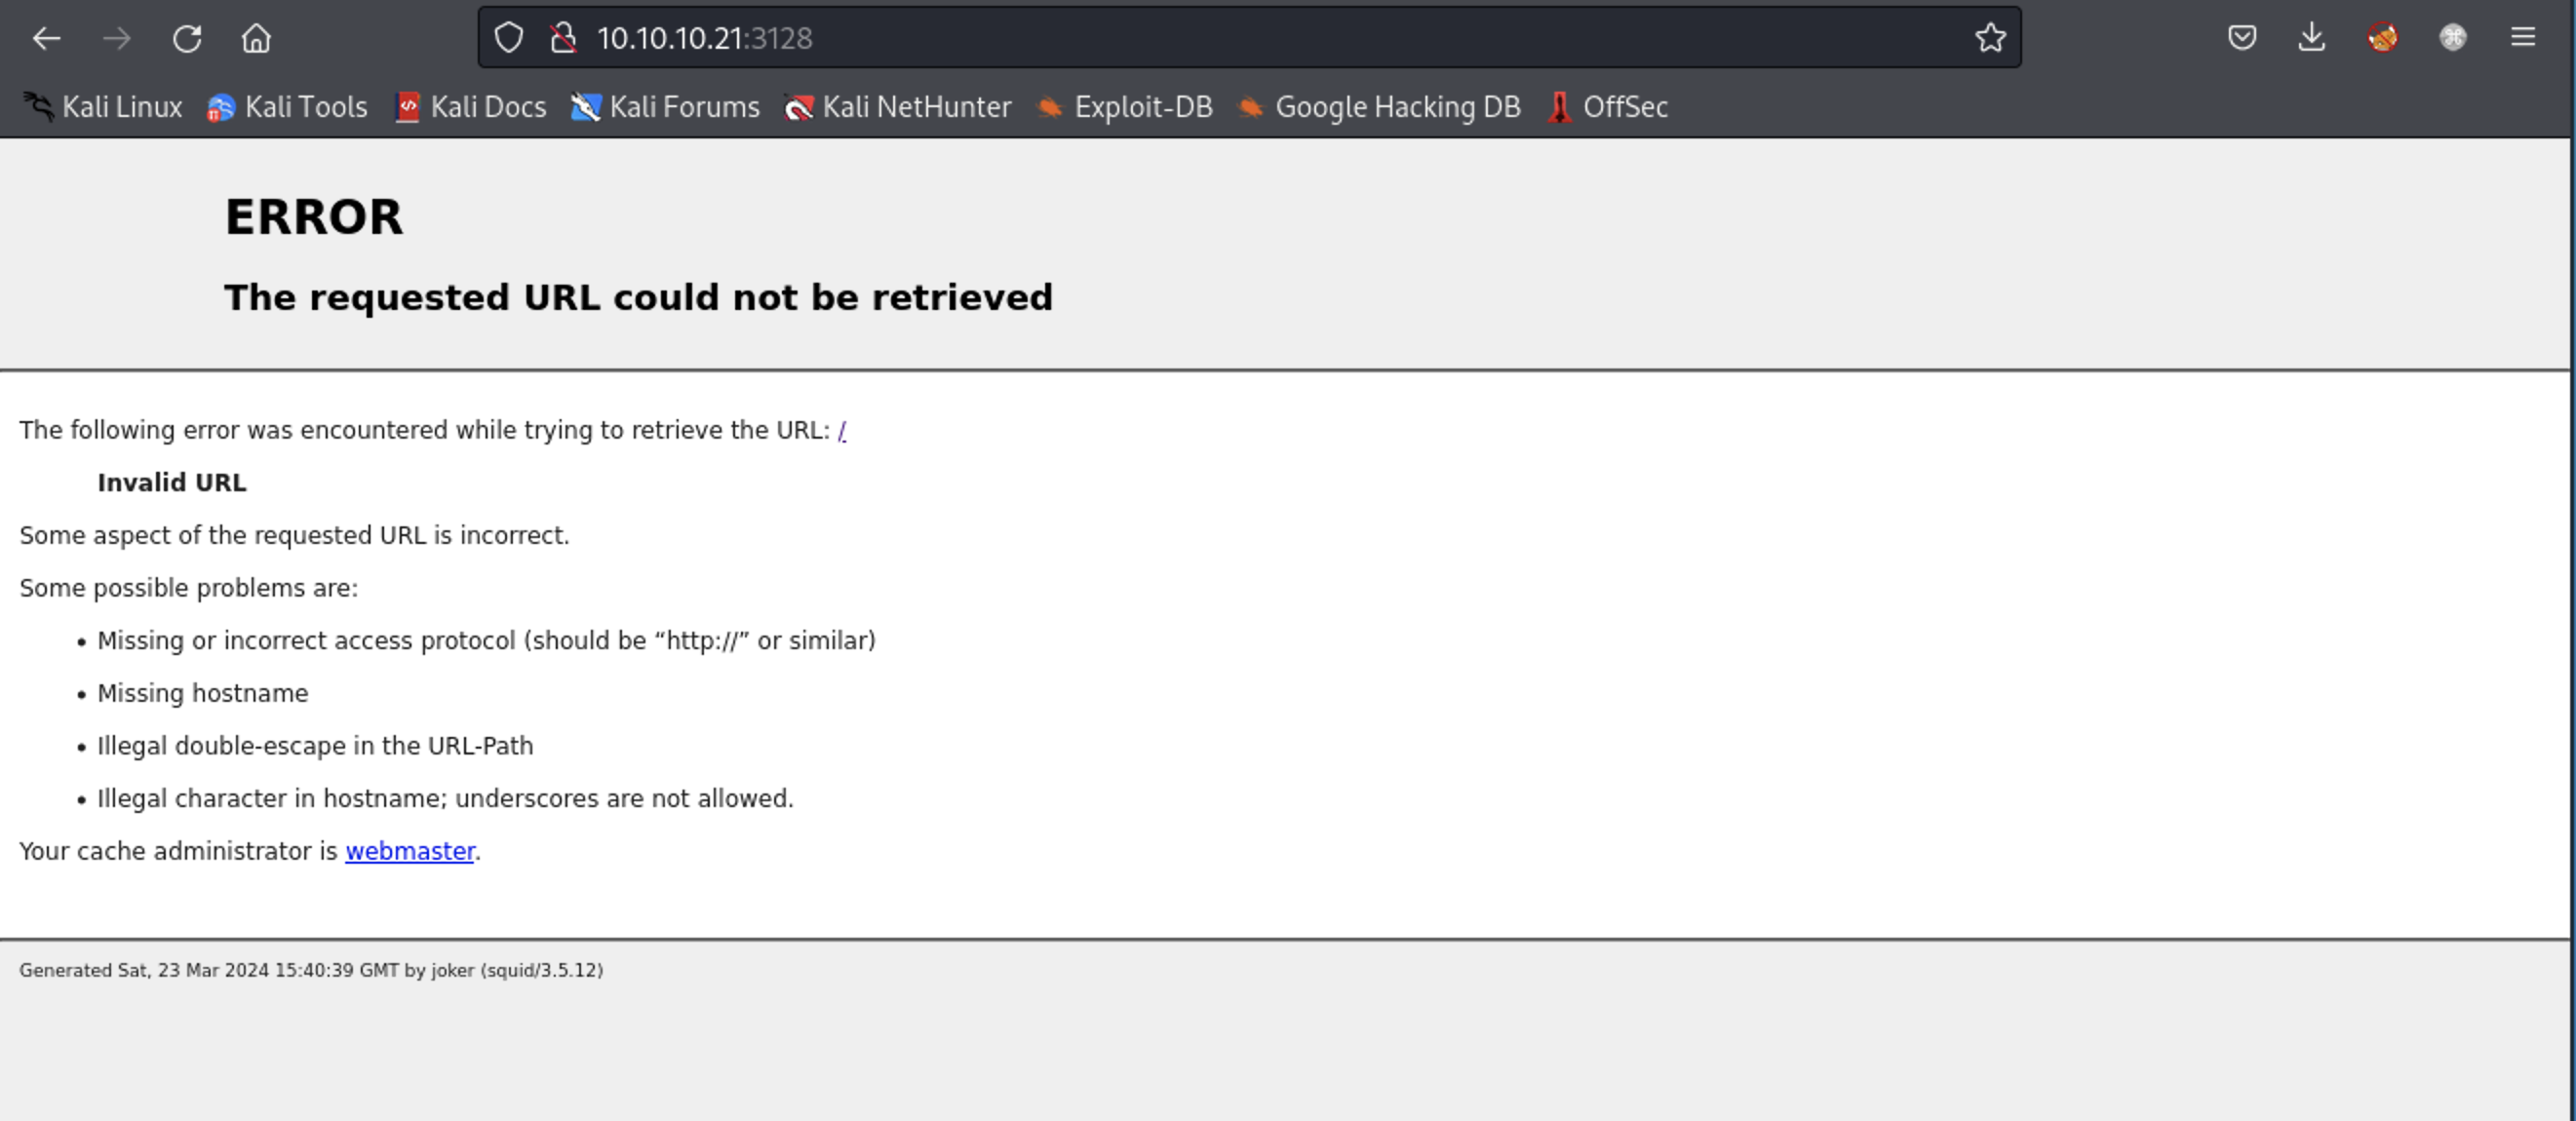 10.10.10.21:3128
Kali Linux Kali Tools Kali Docs Kali Forums Kali NetHunter Exploit-DB Google Hacking DB OffSec
ERROR
The requested URL could not be retrieved
The following error was encountered while trying to retrieve the URL: /
Invalid URL
Some aspect of the requested URL is incorrect.
Some possible problems are:
• Missing or incorrect access protocol (should be “http://” or similar)
• Missing hostname
• Illegal double-escape in the URL-Path
• Illegal character in hostname; underscores are not allowed.
Your cache administrator is webmaster.
Generated Sat, 23 Mar 2024 15:40:39 GMT by joker (squid/3.5.12)